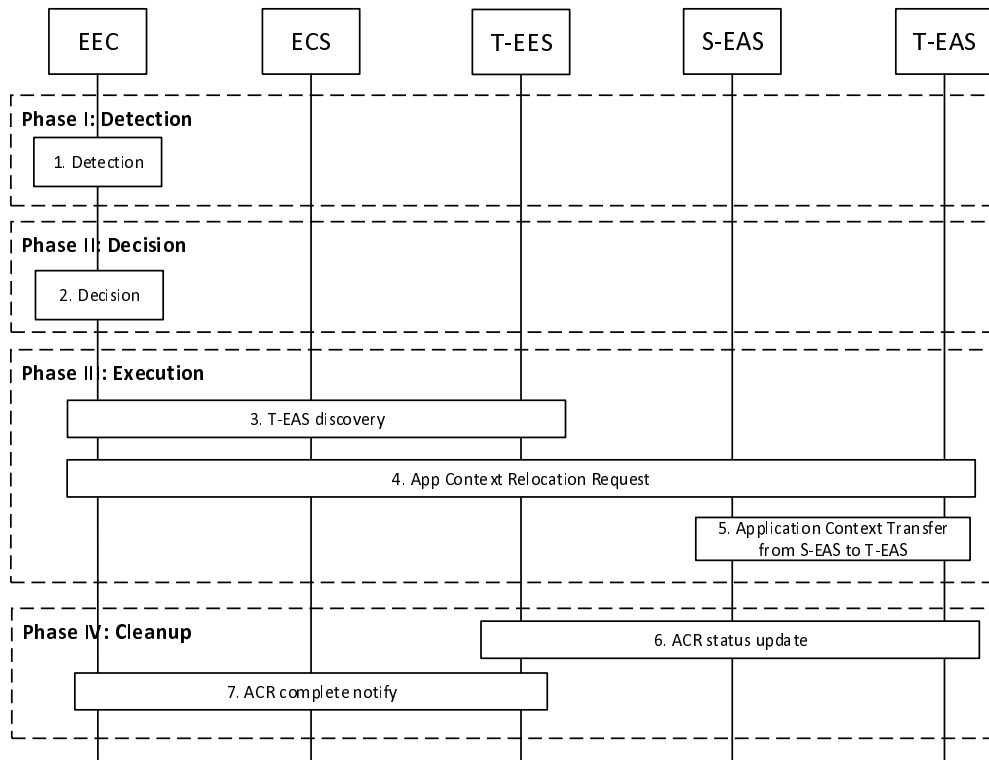 EEC
ECS
T-EES
S-EAS
T-EAS
Phase I: Detection
1. Detection
Phase II: Decision
2. Decision
Phase III: Execution
3. T-EAS discovery
4. App Context Relocation Request
5. Application Context Transfer
from S-EAS to T-EAS
Phase IV: Cleanup
6. ACR status update
7. ACR complete notify